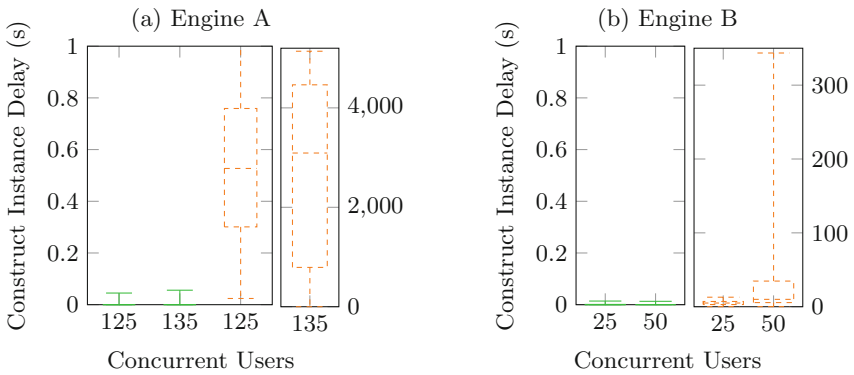 (a) Engine A
Construct Instance Delay (s)
1
0.8
0.6
0.4
0.2
0
4,000
2,000
0
125 135 125 135
Concurrent Users
(b) Engine B
Construct Instance Delay (s)
1
0.8
0.6
0.4
0.2
0
300
200
100
0
25 50 25 50
Concurrent Users